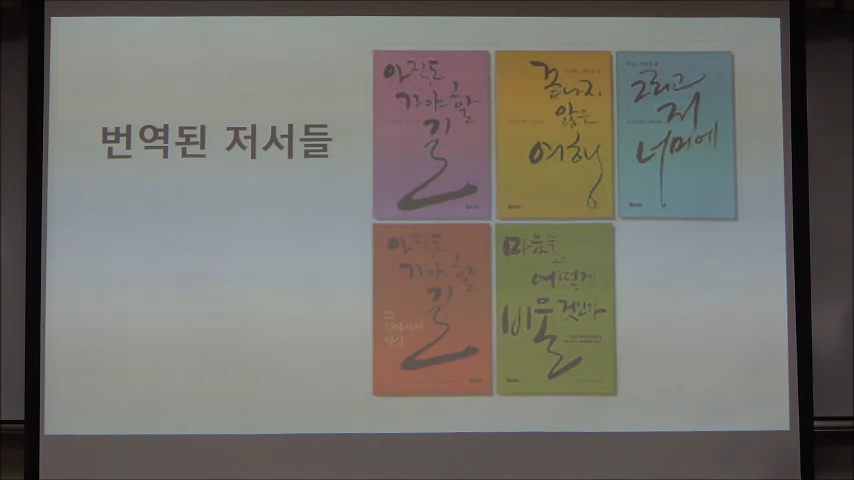 번역된 저서들
아직도
가야 할
길
끝나지
않은
여행
그리고
저
너머에
아직도
가야 할
길
마음을
어떻게
비울 것인가